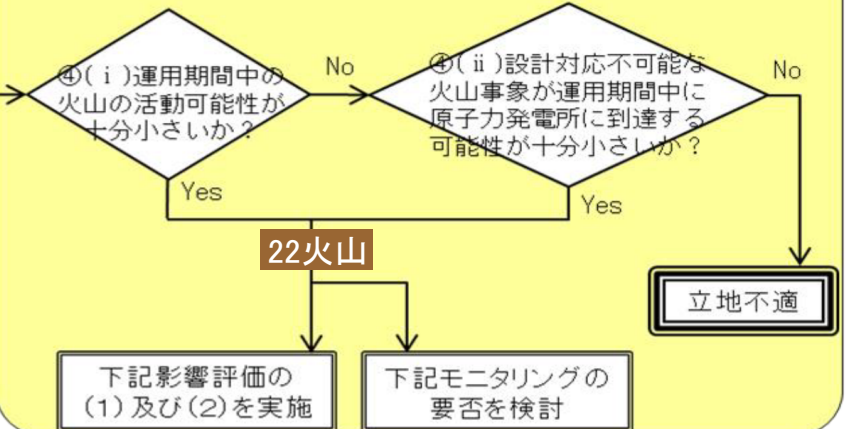 ④(ⅰ)運用期間中の
火山の活動可能性が
十分小さいか？
No
④(ⅱ)設計対応不可能な
火山事象が運用期間中に
原子力発電所に到達する
可能性が十分小さいか？
No
Yes
Yes
22火山
立地不適
下記影響評価の
(1)及び(2)を実施
下記モニタリングの
要否を検討